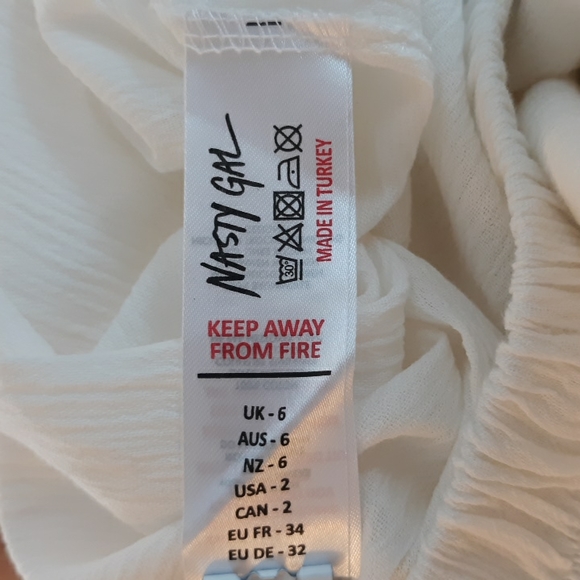 NASTY GAL
30°
MADE IN TURKEY
KEEP AWAY
FROM FIRE
UK - 6
AUS - 6
NZ - 6
USA - 2
CAN - 2
EU FR - 34
EU DE - 32